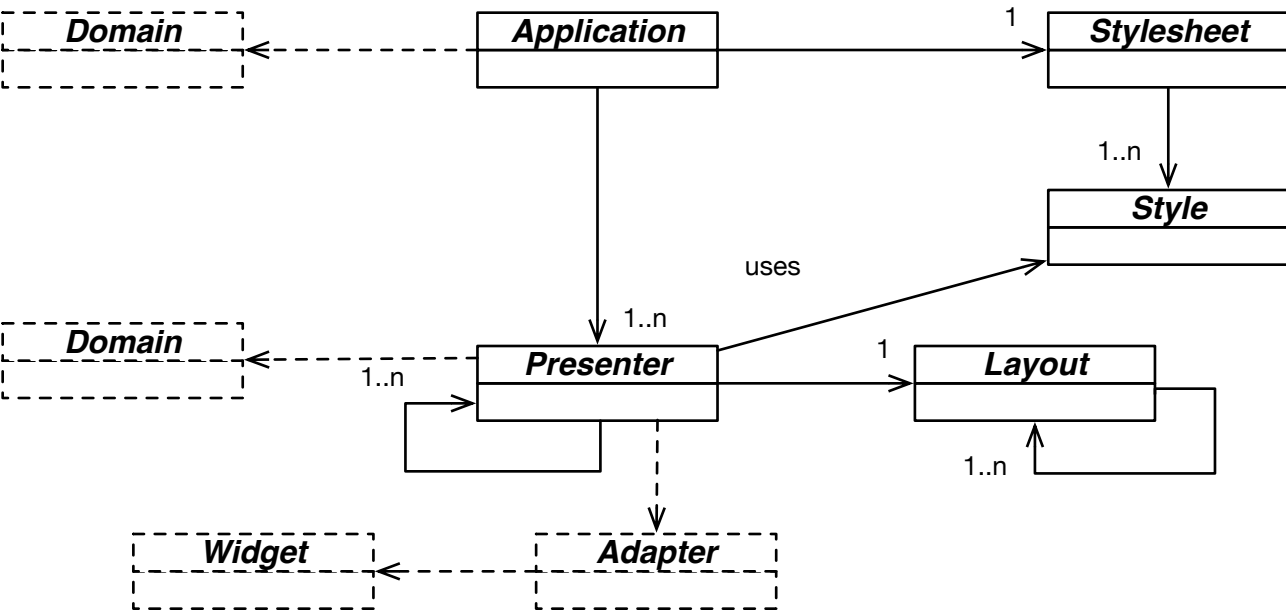 Domain
Application
1
Stylesheet
1..n
Style
uses
1..n
Domain
1..n
Presenter
1
Layout
1..n
Widget
Adapter